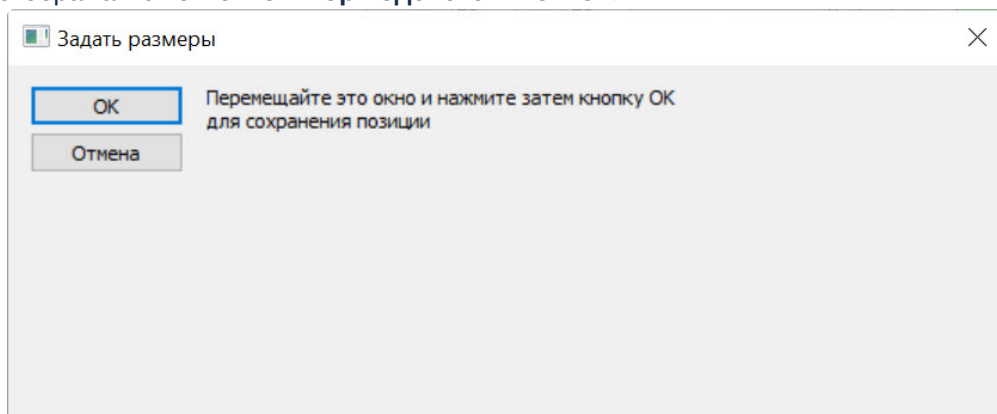 Задать размеры
OK
Перемещайте это окно и нажмите затем кнопку OK
для сохранения позиции
Отмена